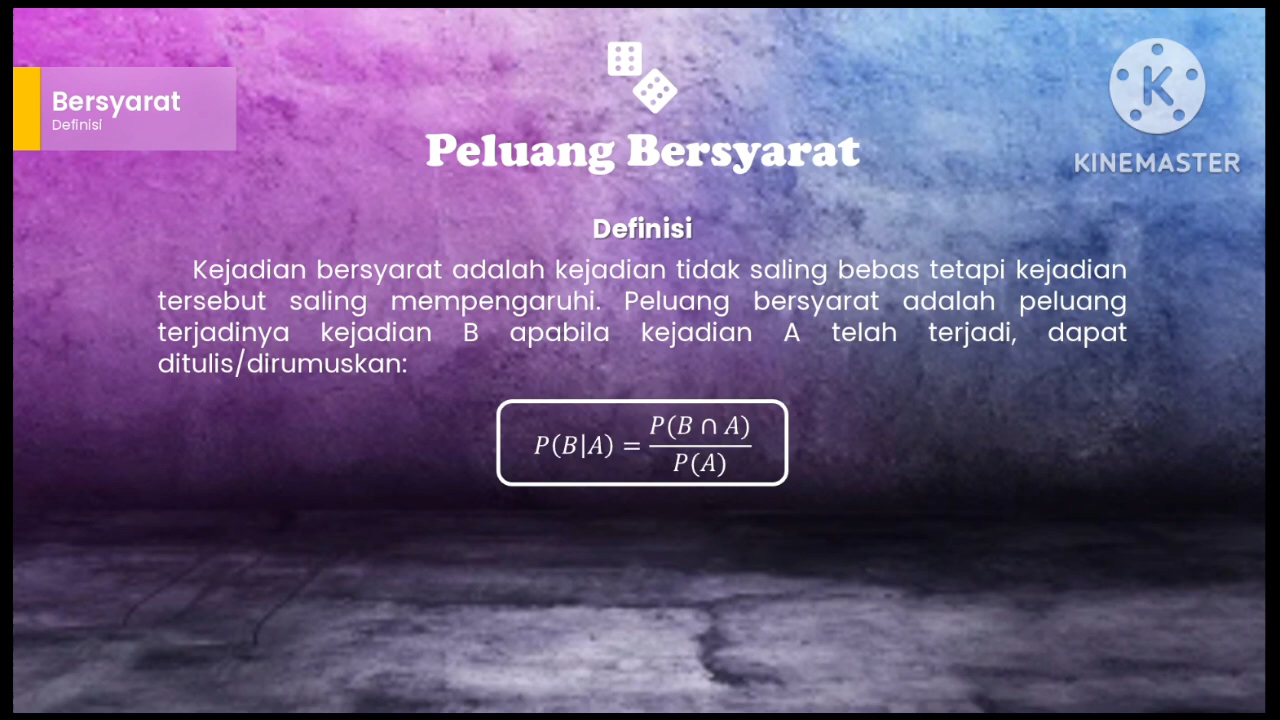 Bersyarat
Definisi
Peluang Bersyarat
K
KINEMASTER
Definisi
Kejadian bersyarat adalah kejadian tidak saling bebas tetapi kejadian
tersebut saling mempengaruhi. Peluang bersyarat adalah peluang
terjadinya kejadian B apabila kejadian A telah terjadi, dapat
ditulis/dirumuskan:
P(B|A) = P(B ∩ A)
P(A)